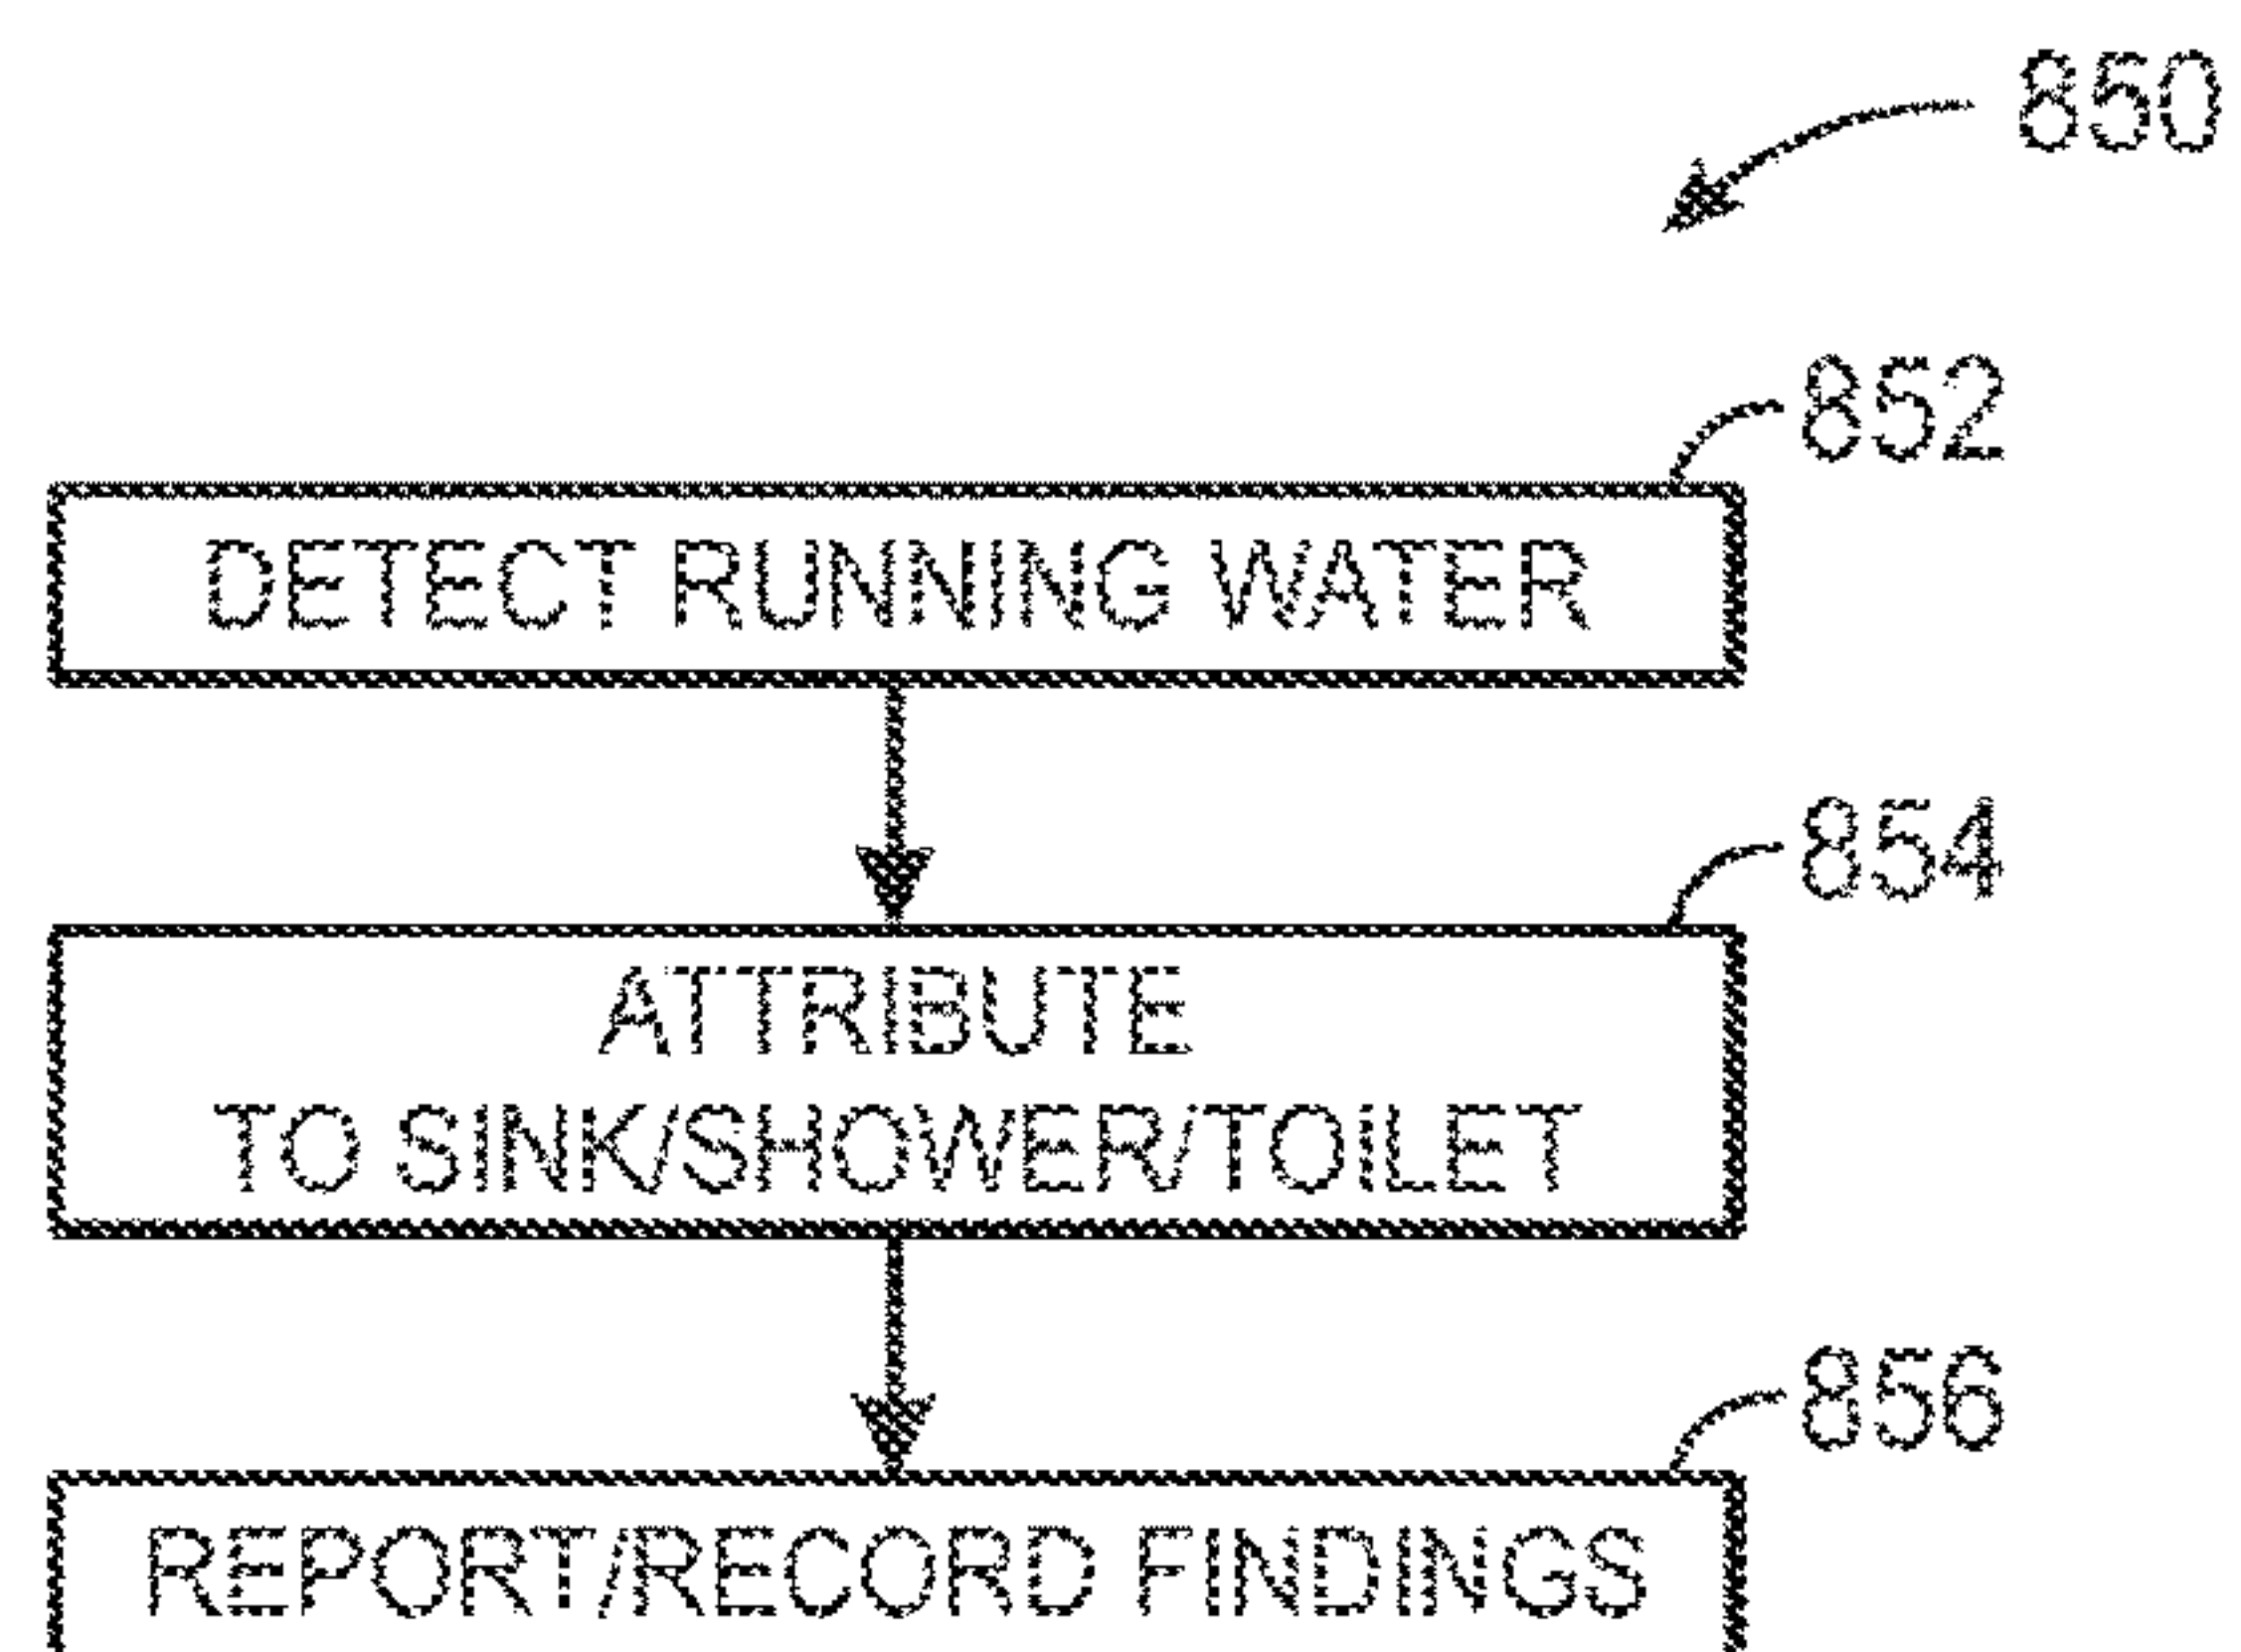 850
852
DETECT RUNNING WATER
854
ATTRIBUTE
TO SINK/SHOWER/TOILET
856
REPORT/RECORD FINDINGS